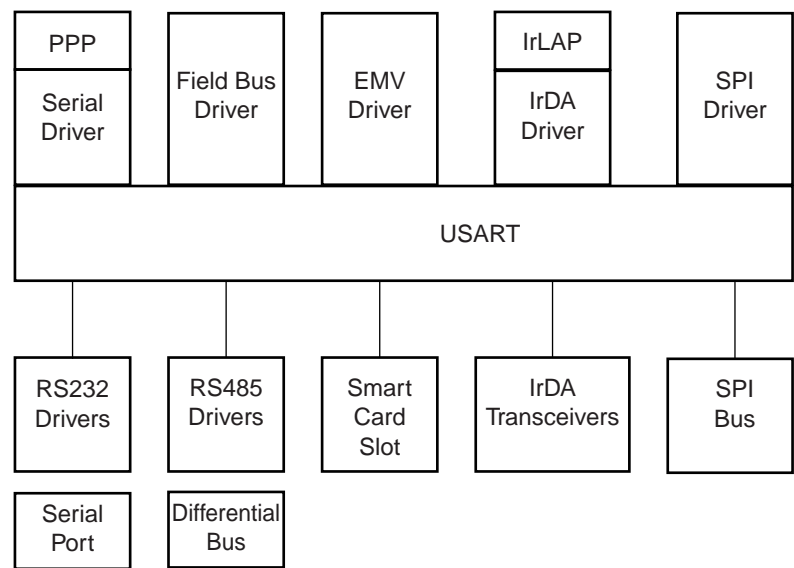 PPP
Serial
Driver
Field Bus
Driver
EMV
Driver
IrLAP
IrDA
Driver
SPI
Driver
USART
RS232
Drivers
RS485
Drivers
Smart
Card
Slot
IrDA
Transceivers
SPI
Bus
Serial
Port
Differential
Bus